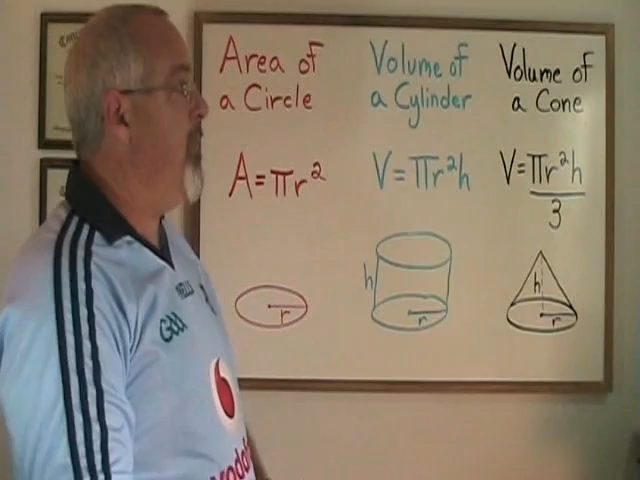 Area of
a Circle
A=πr²
r
Volume of
a Cylinder
V=πr²h
h
r
Volume of
a Cone
V=πr²h
3
h
r
GAA